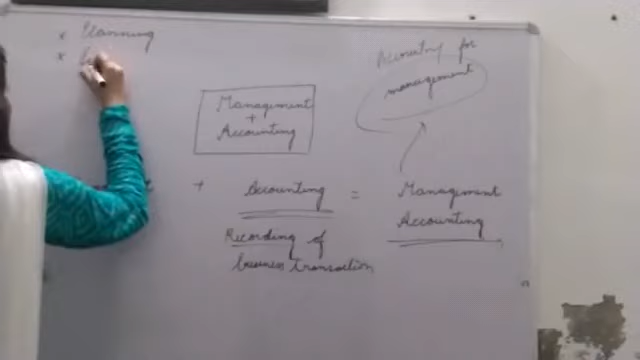 * Planning
*
Accounting for
management
Management
+
Accounting
+ Accounting = Management
Accounting
Recording of
business transaction